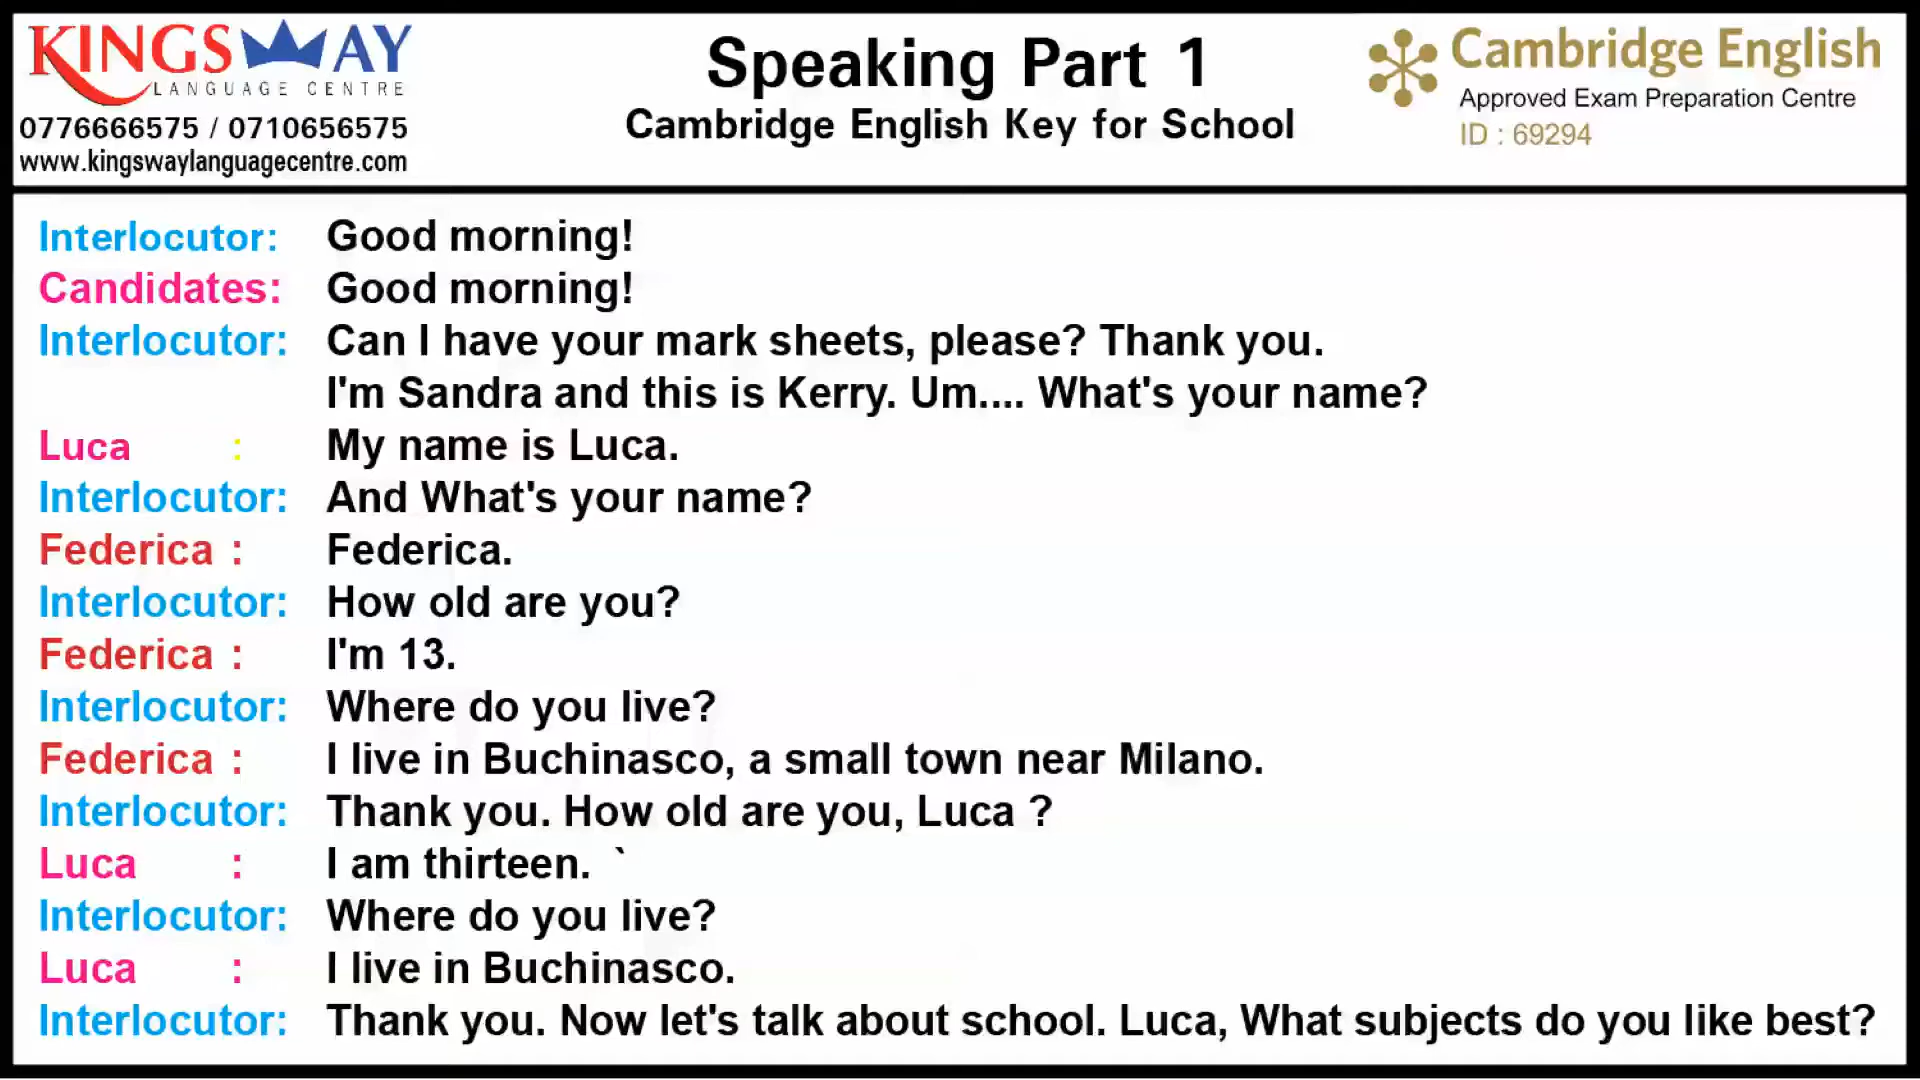 KINGSWAY
LANGUAGE CENTRE
0776666575 / 0710656575
www.kingswaylanguagecentre.com
Speaking Part 1
Cambridge English Key for School
Cambridge English
Approved Exam Preparation Centre
ID : 69294
Interlocutor: Good morning!
Candidates: Good morning!
Interlocutor: Can I have your mark sheets, please? Thank you.
I'm Sandra and this is Kerry. Um.... What's your name?
Luca : My name is Luca.
Interlocutor: And What's your name?
Federica : Federica.
Interlocutor: How old are you?
Federica : I'm 13.
Interlocutor: Where do you live?
Federica : I live in Buchinasco, a small town near Milano.
Interlocutor: Thank you. How old are you, Luca ?
Luca : I am thirteen. `
Interlocutor: Where do you live?
Luca : I live in Buchinasco.
Interlocutor: Thank you. Now let's talk about school. Luca, What subjects do you like best?